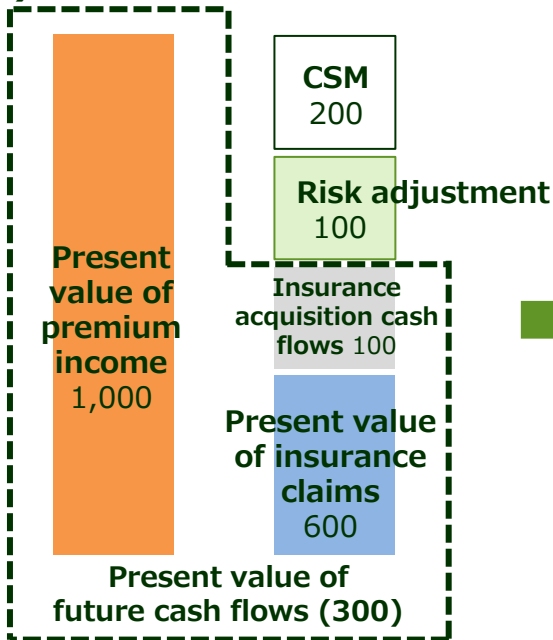 CSM
200
Risk adjustment
100
Present
value of
premium
income
1,000
Insurance
acquisition cash
flows 100
Present value
of insurance
claims
600
Present value of
future cash flows (300)